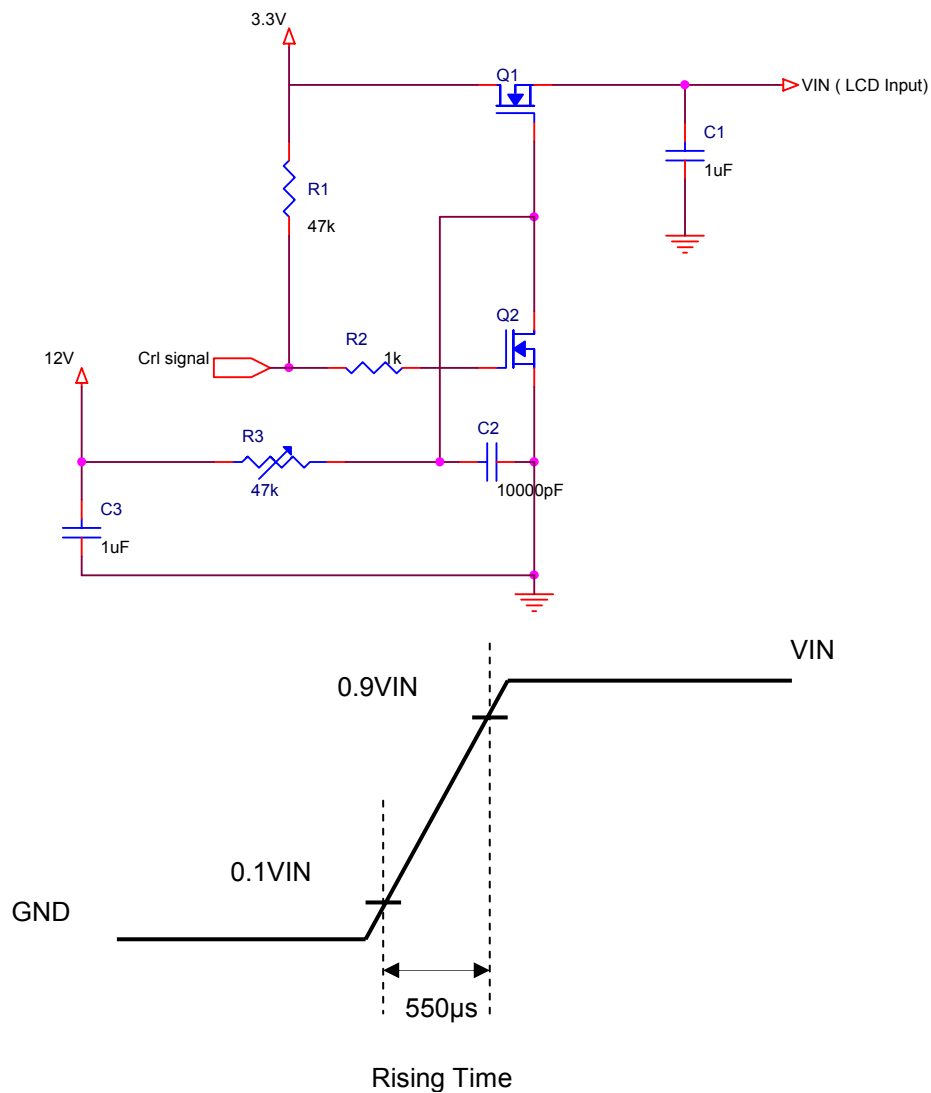 3.3V
Q1
VIN ( LCD Input)
C1
1uF
R1
47k
Q2
R2
1k
12V
Crl signal
R3
47k
C2
10000pF
C3
1uF
VIN
0.9VIN
0.1VIN
GND
550µs
Rising Time